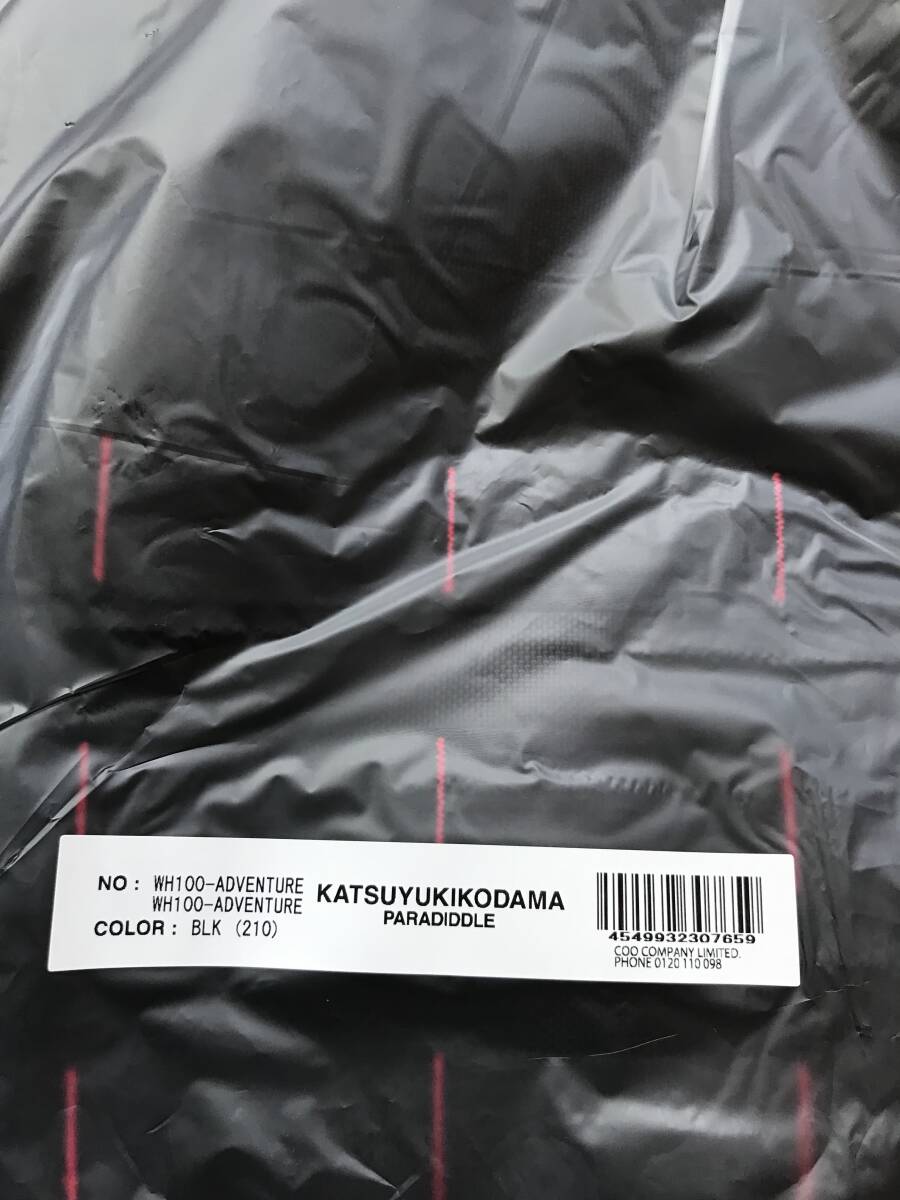 NO : WH100-ADVENTURE
WH100-ADVENTURE
COLOR : BLK (210)
KATSUYUKIKODAMA
PARADIDDLE
4549932307659
COO COMPANY LIMITED.
PHONE 0120 110 098